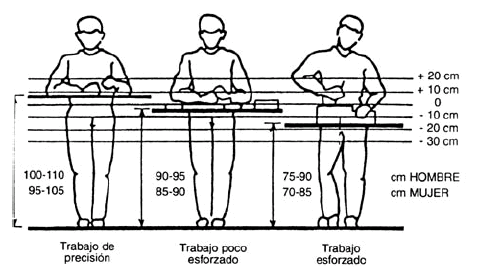 + 20 cm
+ 10 cm
0
- 10 cm
- 20 cm
- 30 cm
100-110 90-95 75-90 cm HOMBRE
95-105 85-90 70-85 cm MUJER
Trabajo de
precisión
Trabajo poco
esforzado
Trabajo
esforzado